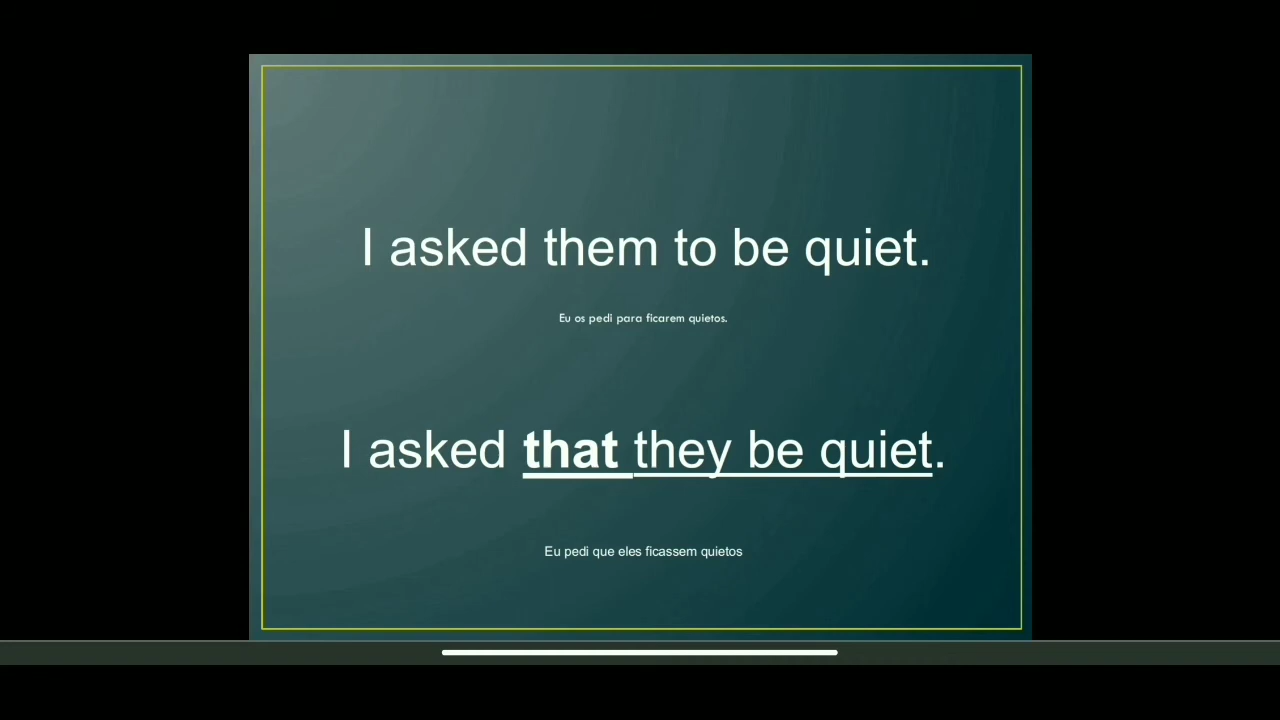 I asked them to be quiet.
Eu os pedi para ficarem quietos.
I asked that they be quiet.
Eu pedi que eles ficassem quietos